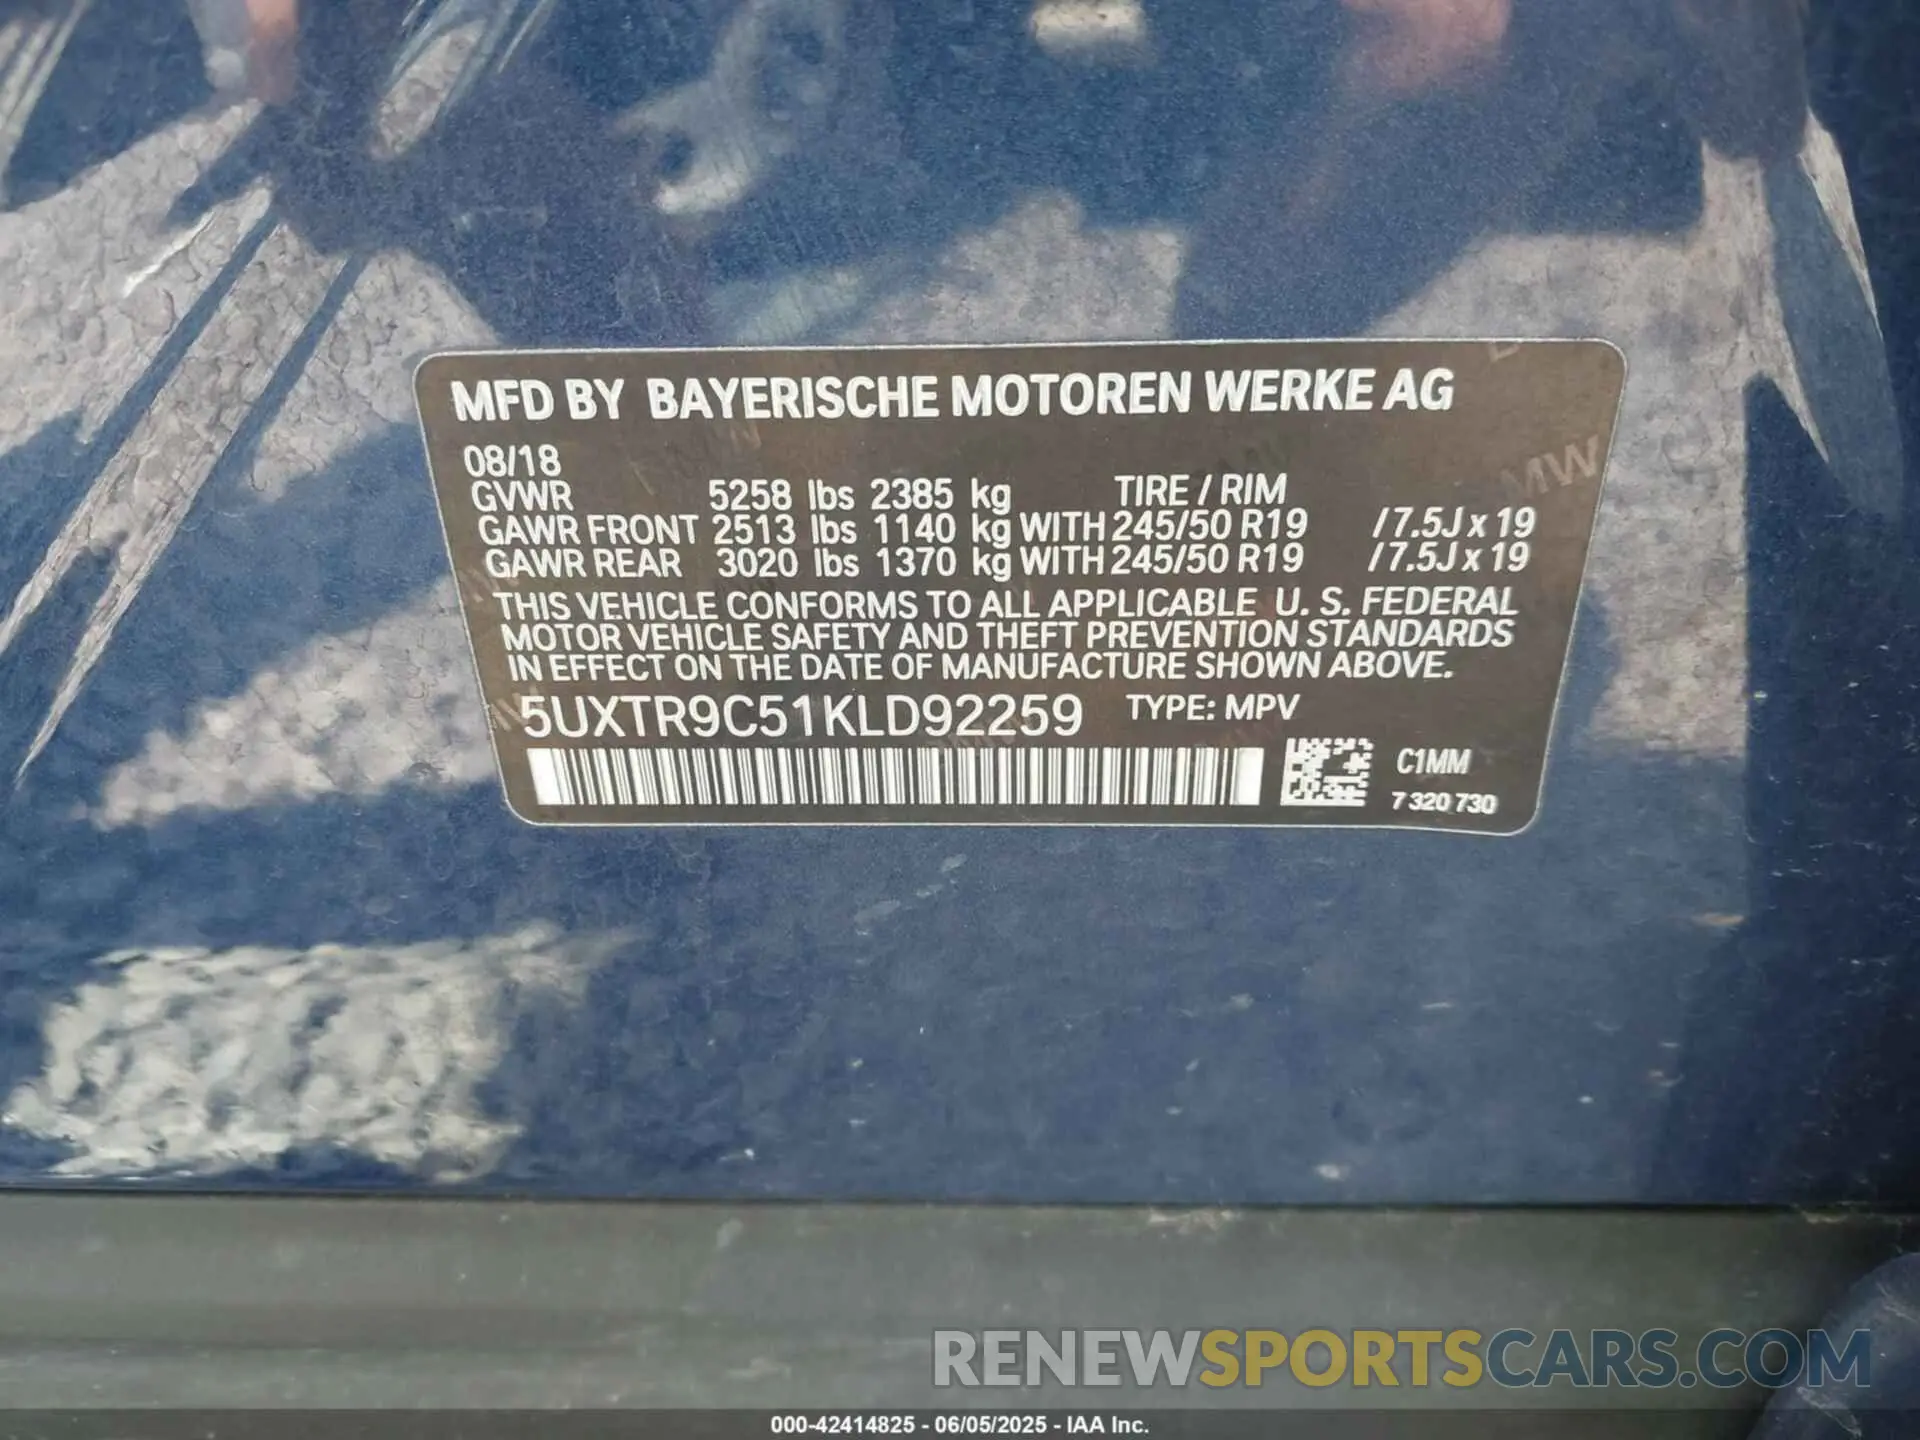 MFD BY BAYERISCHE MOTOREN WERKE AG
08/18
GVWR 5258 lbs 2385 kg TIRE / RIM
GAWR FRONT 2513 lbs 1140 kg WITH 245/50 R19 /7.5J x 19
GAWR REAR 3020 lbs 1370 kg WITH 245/50 R19 /7.5J x 19
THIS VEHICLE CONFORMS TO ALL APPLICABLE U. S. FEDERAL
MOTOR VEHICLE SAFETY AND THEFT PREVENTION STANDARDS
IN EFFECT ON THE DATE OF MANUFACTURE SHOWN ABOVE.
5UXTR9C51KLD92259 TYPE: MPV
C1MM
7 320 730
RENEWSPORTSCARS.COM
000-42414825 - 06/05/2025 - IAA Inc.